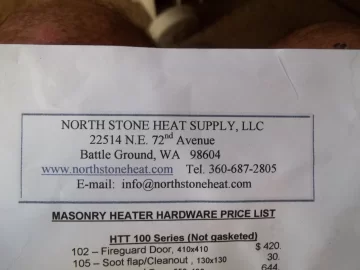 NORTH STONE HEAT SUPPLY, LLC
22514 N.E. 72nd Avenue
Battle Ground, WA 98604
www.northstoneheat.com Tel. 360-687-2805
E-mail: info@northstoneheat.com
MASONRY HEATER HARDWARE PRICE LIST
HTT 100 Series (Not gasketed)
102 – Fireguard Door, 410x410 $ 420.
105 – Soot flap/Cleanout , 130x130 30.
644.